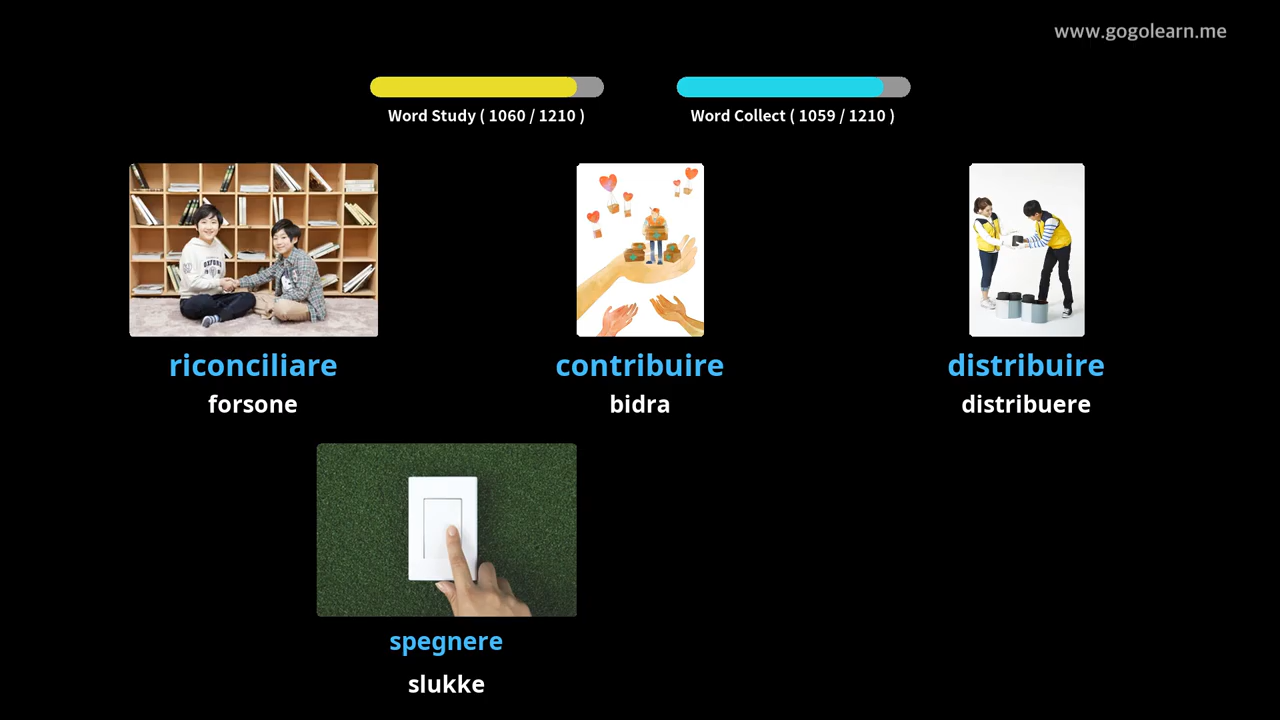 www.gogolearn.me
Word Study ( 1060 / 1210 )
Word Collect ( 1059 / 1210 )
riconciliare
forsone
contribuire
bidra
distribuire
distribuere
spegnere
slukke